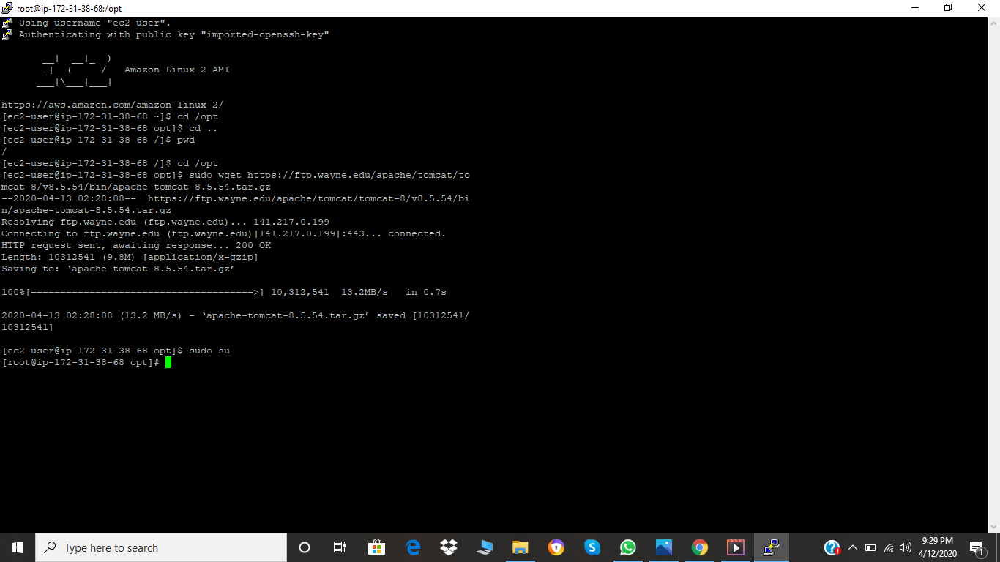 root@ip-172-31-38-68:/opt
Using username "ec2-user".
Authenticating with public key "imported-openssh-key"
__|  __|_  )
_|  (     /   Amazon Linux 2 AMI
___|\___|___|
https://aws.amazon.com/amazon-linux-2/
[ec2-user@ip-172-31-38-68 ~]$ cd /opt
[ec2-user@ip-172-31-38-68 opt]$ cd ..
[ec2-user@ip-172-31-38-68 /]$ pwd
/
[ec2-user@ip-172-31-38-68 /]$ cd /opt
[ec2-user@ip-172-31-38-68 opt]$ sudo wget https://ftp.wayne.edu/apache/tomcat/to
mcat-8/v8.5.54/bin/apache-tomcat-8.5.54.tar.gz
--2020-04-13 02:28:08--  https://ftp.wayne.edu/apache/tomcat/tomcat-8/v8.5.54/bi
n/apache-tomcat-8.5.54.tar.gz
Resolving ftp.wayne.edu (ftp.wayne.edu)... 141.217.0.199
Connecting to ftp.wayne.edu (ftp.wayne.edu)|141.217.0.199|:443... connected.
HTTP request sent, awaiting response... 200 OK
Length: 10312541 (9.8M) [application/x-gzip]
Saving to: ‘apache-tomcat-8.5.54.tar.gz’
100%[======================================>] 10,312,541  13.2MB/s   in 0.7s
2020-04-13 02:28:08 (13.2 MB/s) - ‘apache-tomcat-8.5.54.tar.gz’ saved [10312541/
10312541]
[ec2-user@ip-172-31-38-68 opt]$ sudo su
[root@ip-172-31-38-68 opt]#
Type here to search
9:29 PM
4/12/2020
1